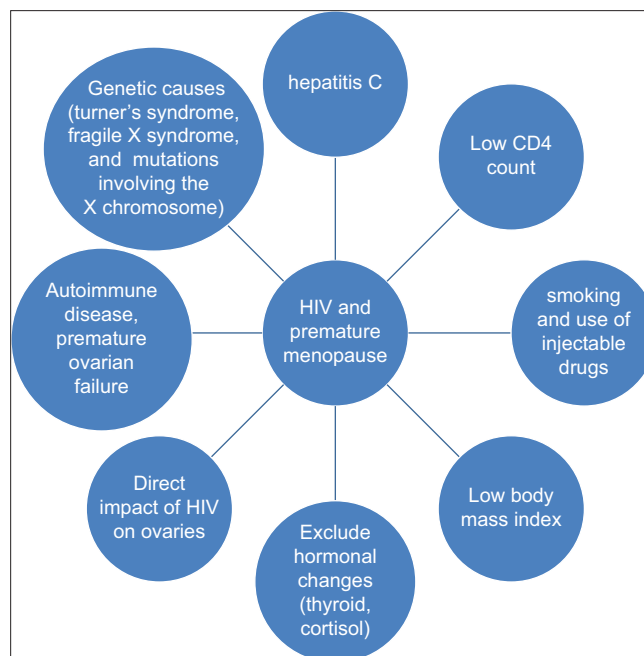 hepatitis C
Low CD4
count
smoking
and use of
injectable
drugs
Low body
mass index
Exclude
hormonal
changes
(thyroid,
cortisol)
Direct
impact of HIV
on ovaries
Autoimmune
disease,
premature
ovarian
failure
Genetic causes
(turner's syndrome,
fragile X syndrome,
and mutations
involving the
X chromosome)
HIV and
premature
menopause